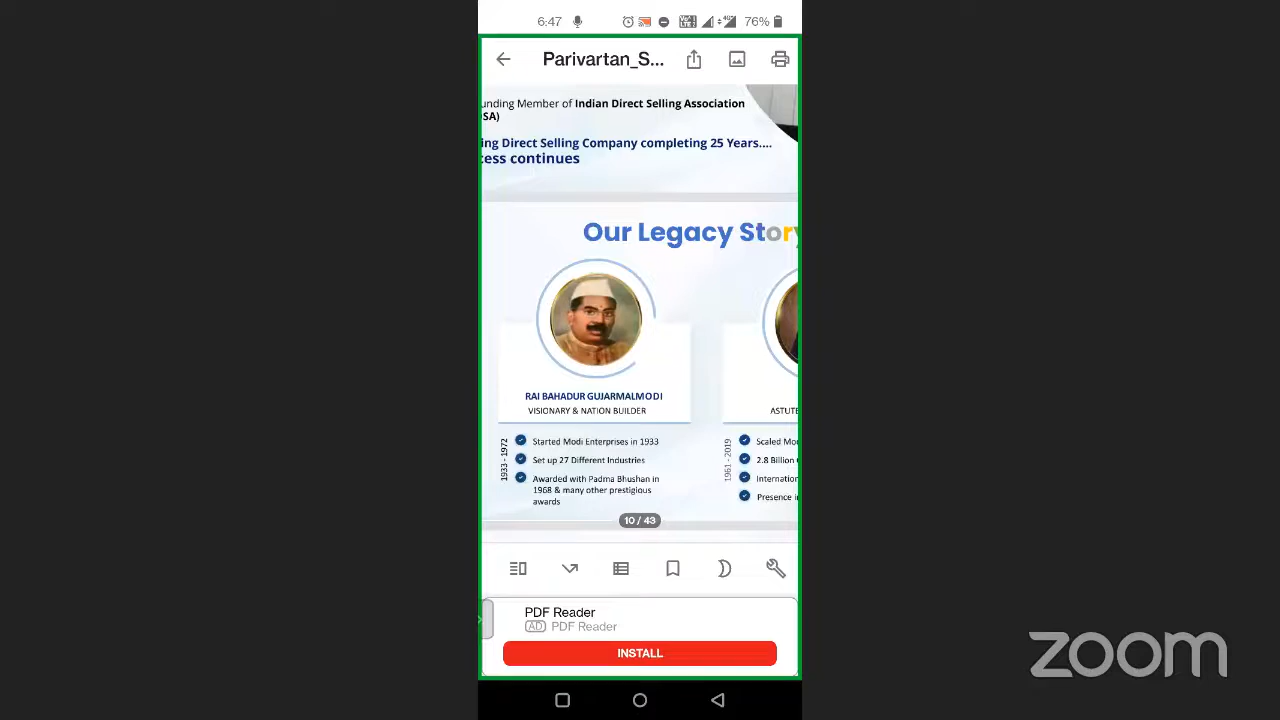 6:47
76%
Parivartan_S...
unding Member of Indian Direct Selling Association
SA)
ing Direct Selling Company completing 25 Years....
cess continues
Our Legacy Story
RAI BAHADUR GUJARMALMODI
VISIONARY & NATION BUILDER
ASTUTE
1933 - 1972
Started Modi Enterprises in 1933
Set up 27 Different Industries
Awarded with Padma Bhushan in
1968 & many other prestigious
awards
1961 - 2019
Scaled Mo
2.8 Billion
Internation
Presence i
10 / 43
PDF Reader
AD PDF Reader
INSTALL
zoom